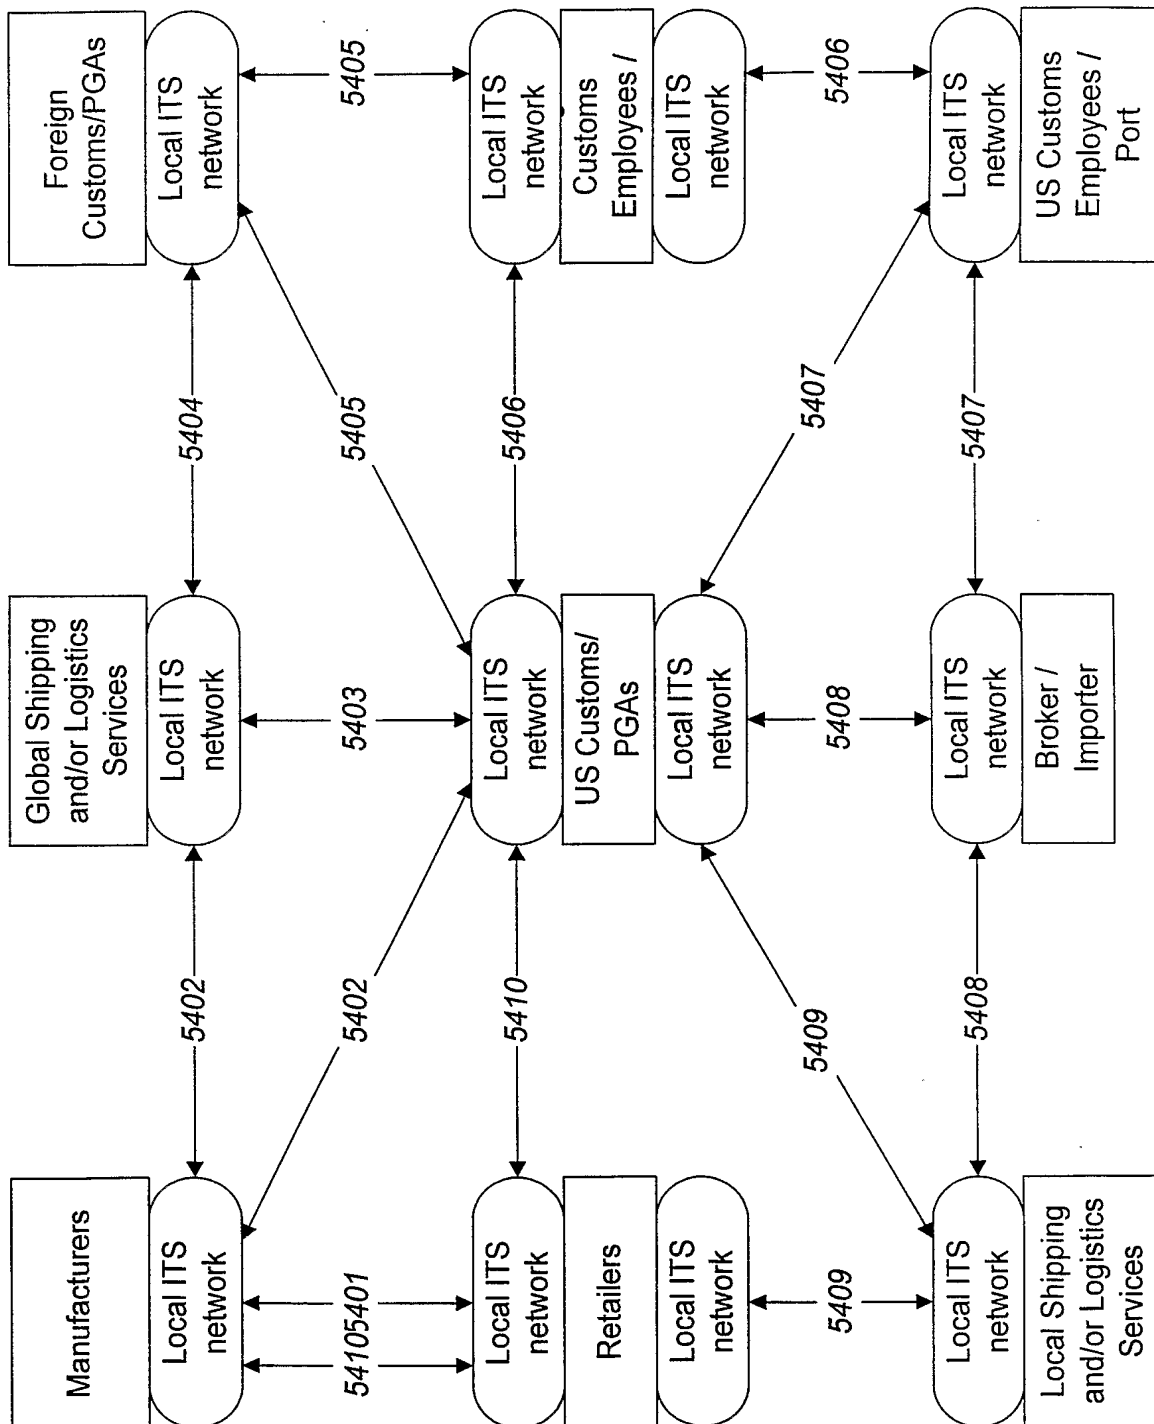 Manufacturers
Global Shipping
and/or Logistics
Services
Foreign
Customs/PGAs
Local ITS
network
5402
Local ITS
network
5404
Local ITS
network
5410
5401
5402
5403
5405
5405
Local ITS
network
5410
Local ITS
network
5406
Local ITS
network
Retailers
US Customs/
PGAs
Customs
Employees /
Local ITS
network
Local ITS
network
Local ITS
network
5409
5409
5408
5407
5406
Local ITS
network
5408
Local ITS
network
5407
Local ITS
network
Local Shipping
and/or Logistics
Services
Broker /
Importer
US Customs
Employees /
Port